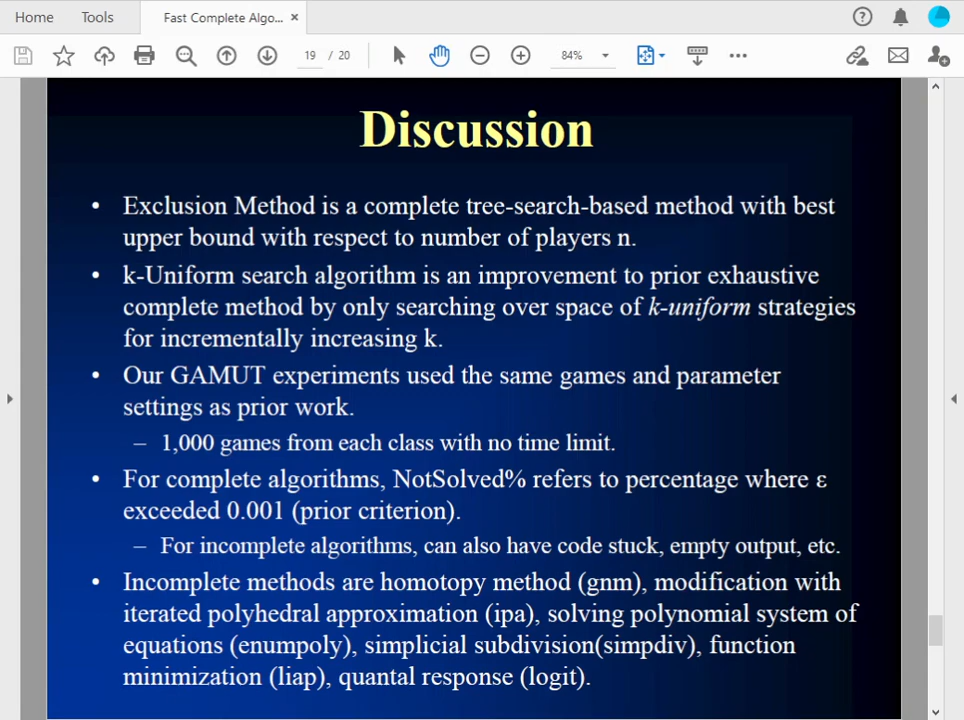 Home Tools Fast Complete Algo... ×
19 / 20 84%
Discussion
• Exclusion Method is a complete tree-search-based method with best
upper bound with respect to number of players n.
• k-Uniform search algorithm is an improvement to prior exhaustive
complete method by only searching over space of k-uniform strategies
for incrementally increasing k.
• Our GAMUT experiments used the same games and parameter
settings as prior work.
– 1,000 games from each class with no time limit.
• For complete algorithms, NotSolved% refers to percentage where ε
exceeded 0.001 (prior criterion).
– For incomplete algorithms, can also have code stuck, empty output, etc.
• Incomplete methods are homotopy method (gnm), modification with
iterated polyhedral approximation (ipa), solving polynomial system of
equations (enumpoly), simplicial subdivision(simpdiv), function
minimization (liap), quantal response (logit).